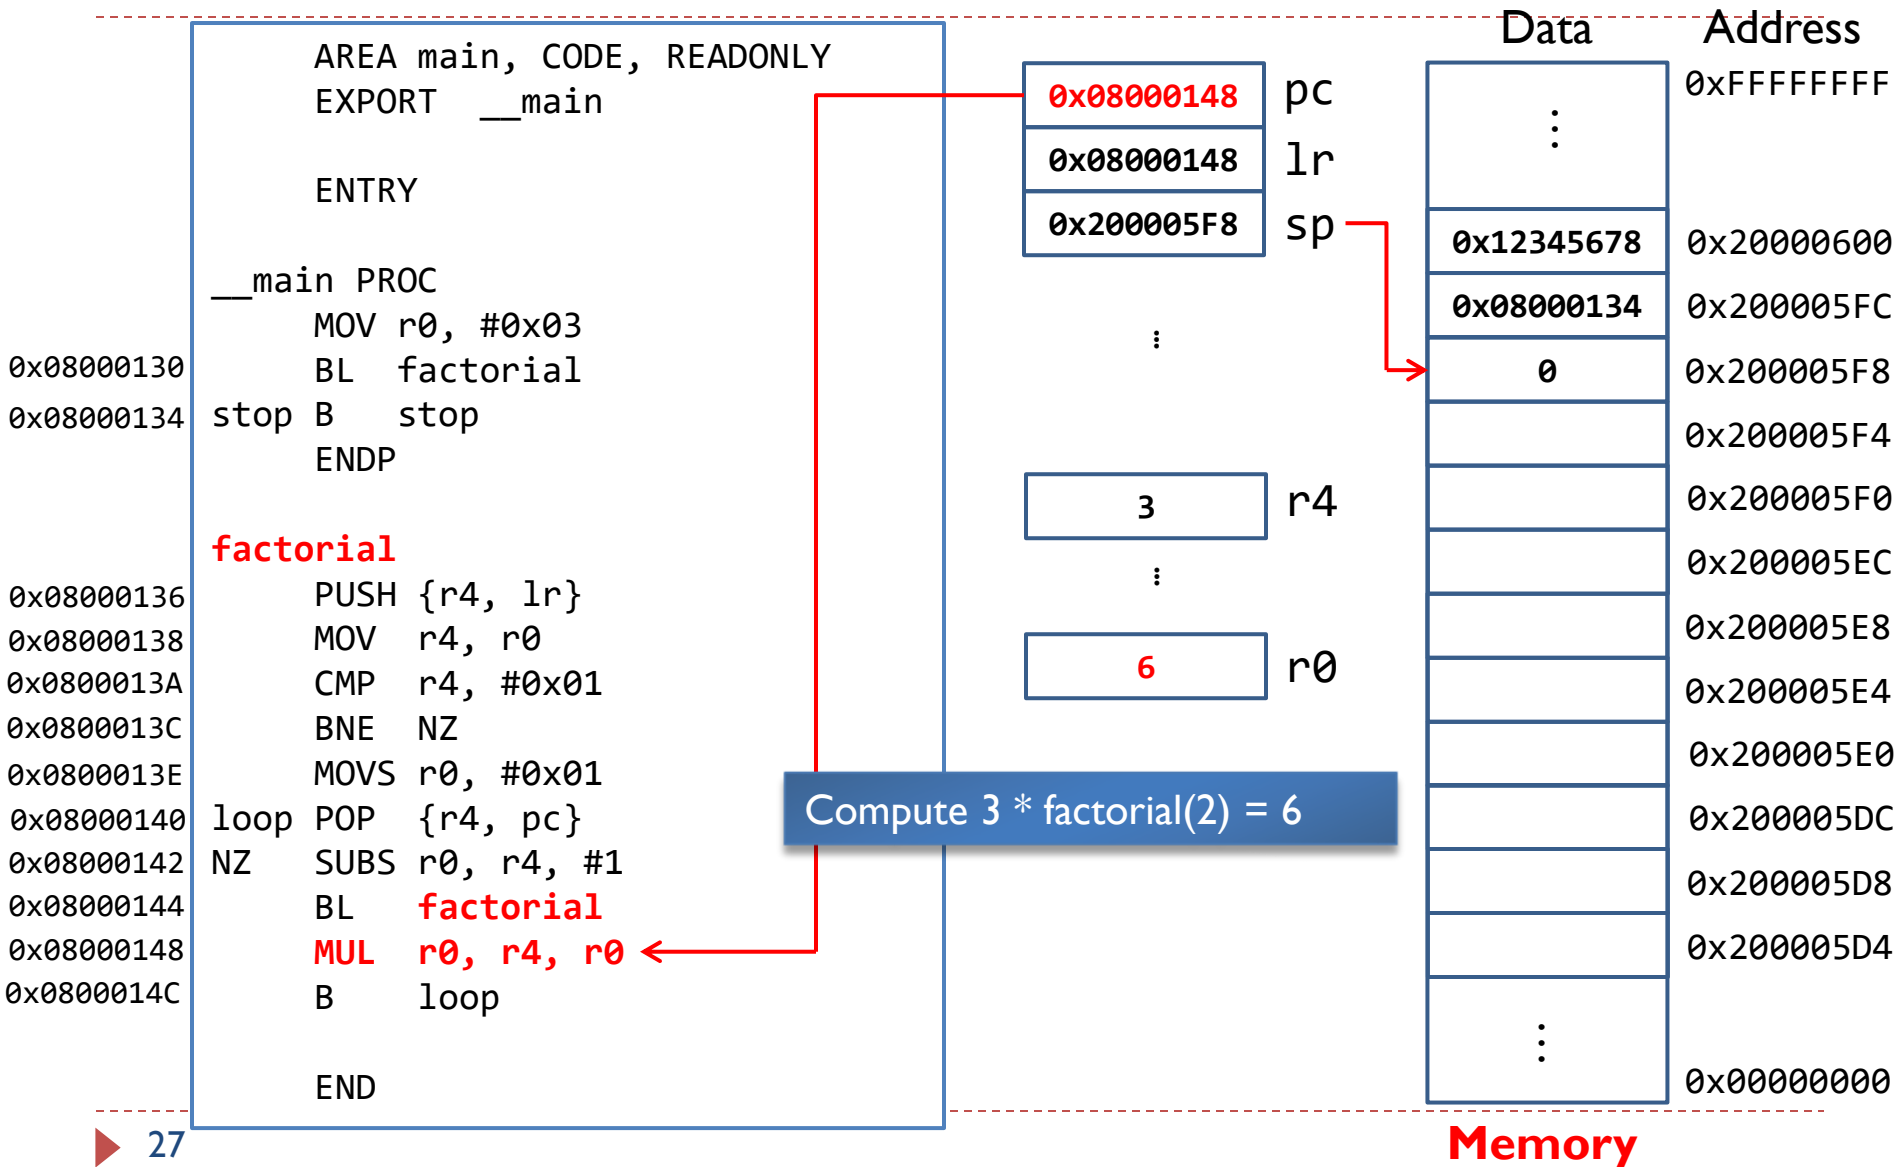 Data Address
AREA main, CODE, READONLY
EXPORT __main
ENTRY
__main PROC
MOV r0, #0x03
0x08000130 BL factorial
0x08000134 stop B stop
ENDP
factorial
0x08000136 PUSH {r4, lr}
0x08000138 MOV r4, r0
0x0800013A CMP r4, #0x01
0x0800013C BNE NZ
0x0800013E MOVS r0, #0x01
0x08000140 loop POP {r4, pc}
0x08000142 NZ SUBS r0, r4, #1
0x08000144 BL factorial
0x08000148 MUL r0, r4, r0
0x0800014C B loop
END
0x08000148 pc
0x08000148 lr
0x200005F8 sp
⋮
3 r4
⋮
6 r0
Compute 3 * factorial(2) = 6
0xFFFFFFFF
⋮
0x12345678 0x20000600
0x08000134 0x200005FC
0 0x200005F8
0x200005F4
0x200005F0
0x200005EC
0x200005E8
0x200005E4
0x200005E0
0x200005DC
0x200005D8
0x200005D4
⋮
0x00000000
Memory
27